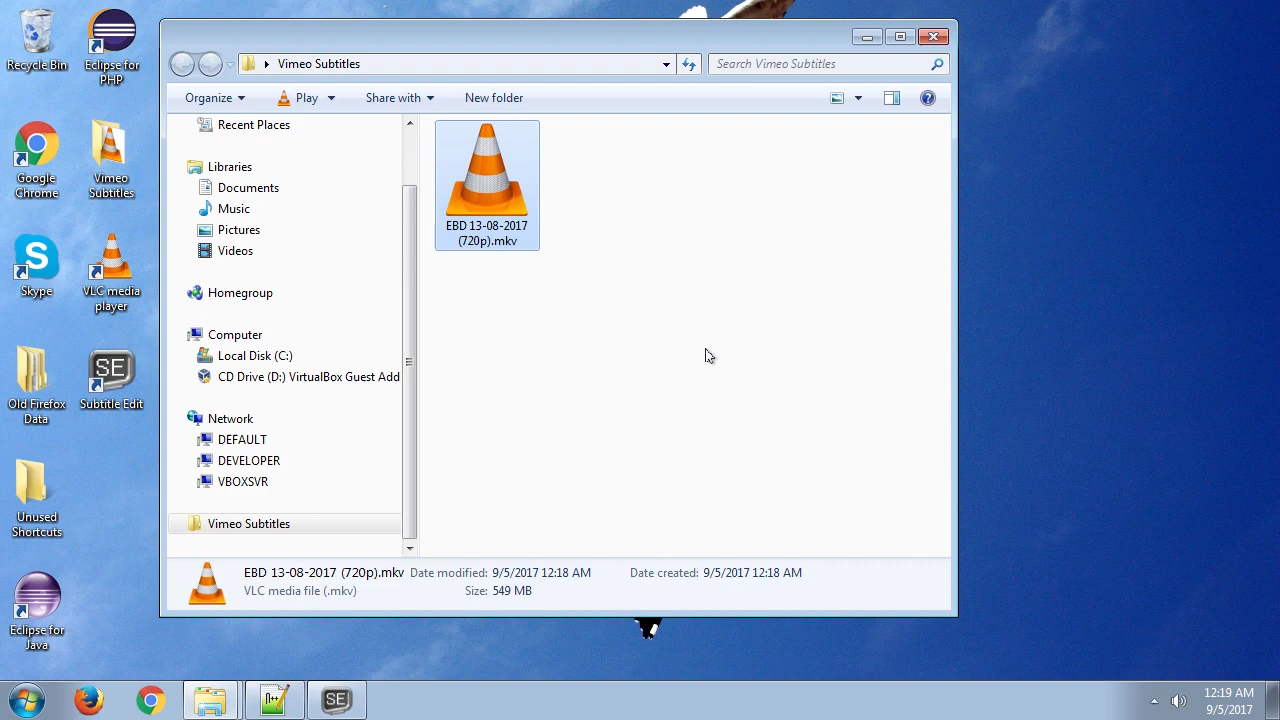 Recycle Bin
Eclipse for
PHP
Google
Chrome
Vimeo
Subtitles
Skype
VLC media
player
Old Firefox
Data
SE
Subtitle Edit
Unused
Shortcuts
Eclipse for
Java
Vimeo Subtitles
Search Vimeo Subtitles
Organize
Play
Share with
New folder
Recent Places
Libraries
Documents
Music
Pictures
Videos
Homegroup
Computer
Local Disk (C:)
CD Drive (D:) VirtualBox Guest Add
Network
DEFAULT
DEVELOPER
VBOXSVR
Vimeo Subtitles
EBD 13-08-2017
(720p).mkv
EBD 13-08-2017 (720p).mkv Date modified: 9/5/2017 12:18 AM Date created: 9/5/2017 12:18 AM
VLC media file (.mkv) Size: 549 MB
SE
12:19 AM
9/5/2017